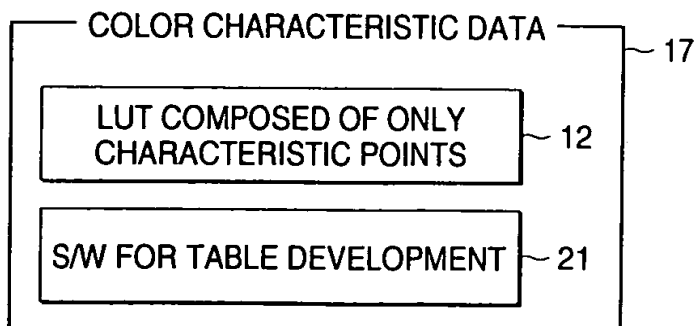 COLOR CHARACTERISTIC DATA
17
LUT COMPOSED OF ONLY
CHARACTERISTIC POINTS
12
S/W FOR TABLE DEVELOPMENT
21